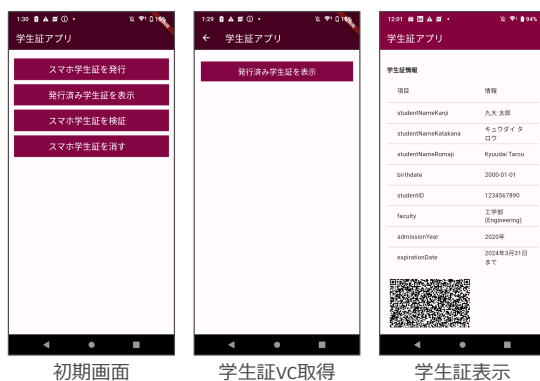 1:30
学生証アプリ
スマホ学生証を発行
発行済み学生証を表示
スマホ学生証を検証
スマホ学生証を消す
初期画面
1:29
学生証アプリ
発行済み学生証を表示
学生証VC取得
12:01
94%
学生証アプリ
学生証情報
項目 情報
studentNameKanji 九大 太郎
studentNameKatakana キュウダイ タ
ロウ
studentNameRomaji Kyuudai Tarou
birthdate 2000-01-01
studentID 1234567890
faculty 工学部
(Engineering)
admissionYear 2020年
expirationDate 2024年3月31日
まで
学生証表示